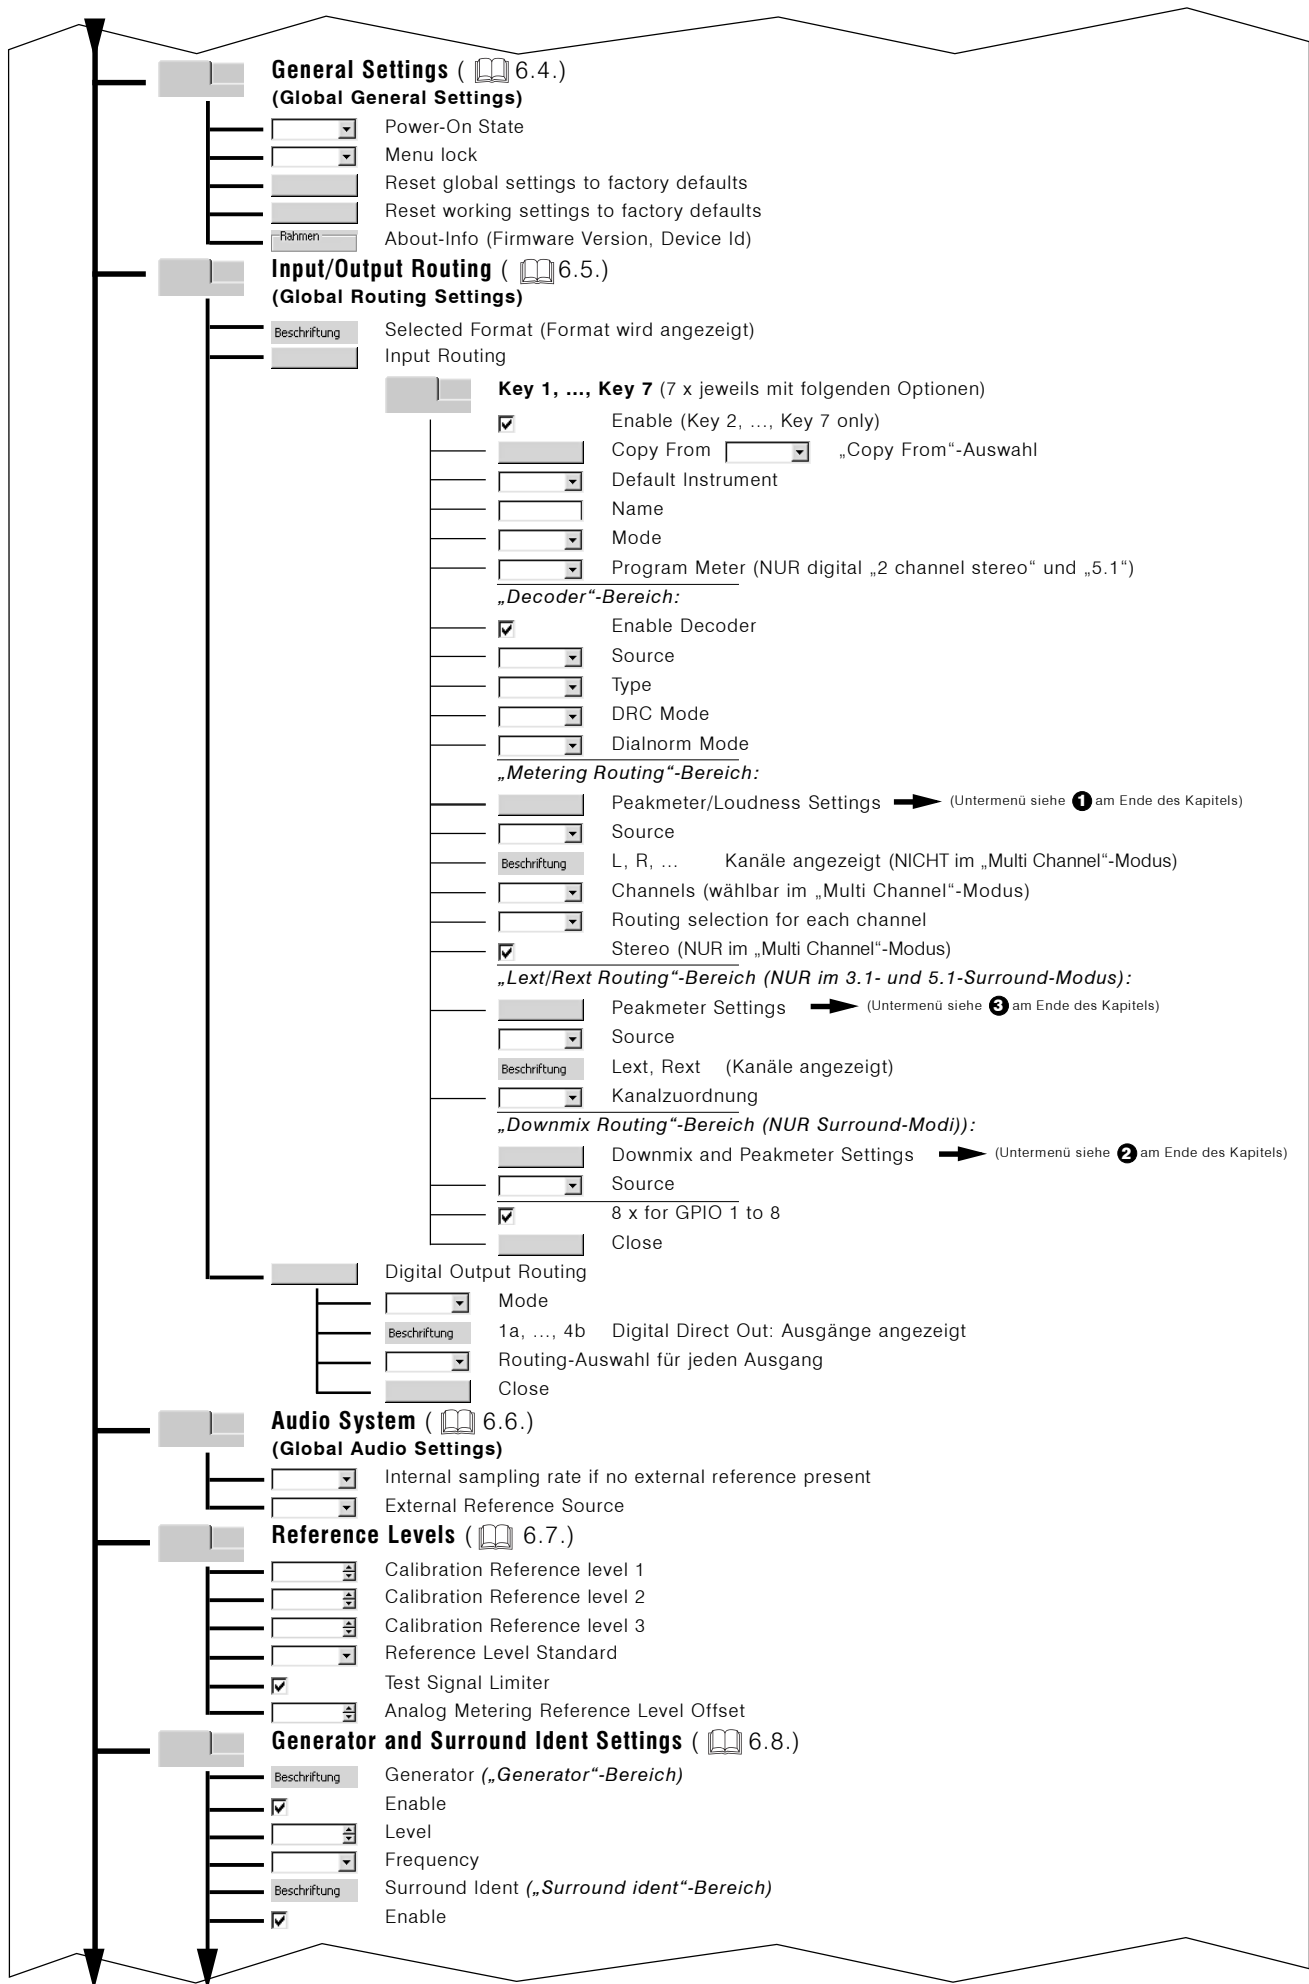 General Settings ( 6.4.)
(Global General Settings)
Power-On State
Menu lock
Reset global settings to factory defaults
Reset working settings to factory defaults
Rahmen About-Info (Firmware Version, Device Id)
Input/Output Routing ( 6.5.)
(Global Routing Settings)
Beschriftung Selected Format (Format wird angezeigt)
Input Routing
Key 1, ..., Key 7 (7 x jeweils mit folgenden Optionen)
Enable (Key 2, ..., Key 7 only)
Copy From „Copy From“-Auswahl
Default Instrument
Name
Mode
Program Meter (NUR digital „2 channel stereo“ und „5.1“)
„Decoder“-Bereich:
Enable Decoder
Source
Type
DRC Mode
Dialnorm Mode
„Metering Routing“-Bereich:
Peakmeter/Loudness Settings (Untermenü siehe 1 am Ende des Kapitels)
Source
Beschriftung L, R, ... Kanäle angezeigt (NICHT im „Multi Channel“-Modus)
Channels (wählbar im „Multi Channel“-Modus)
Routing selection for each channel
Stereo (NUR im „Multi Channel“-Modus)
„Lext/Rext Routing“-Bereich (NUR im 3.1- und 5.1-Surround-Modus):
Peakmeter Settings (Untermenü siehe 3 am Ende des Kapitels)
Source
Beschriftung Lext, Rext (Kanäle angezeigt)
Kanalzuordnung
„Downmix Routing“-Bereich (NUR Surround-Modi)):
Downmix and Peakmeter Settings (Untermenü siehe 2 am Ende des Kapitels)
Source
8 x for GPIO 1 to 8
Close
Digital Output Routing
Mode
Beschriftung 1a, ..., 4b Digital Direct Out: Ausgänge angezeigt
Routing-Auswahl für jeden Ausgang
Close
Audio System ( 6.6.)
(Global Audio Settings)
Internal sampling rate if no external reference present
External Reference Source
Reference Levels ( 6.7.)
Calibration Reference level 1
Calibration Reference level 2
Calibration Reference level 3
Reference Level Standard
Test Signal Limiter
Analog Metering Reference Level Offset
Generator and Surround Ident Settings ( 6.8.)
Beschriftung Generator („Generator“-Bereich)
Enable
Level
Frequency
Beschriftung Surround Ident („Surround ident“-Bereich)
Enable